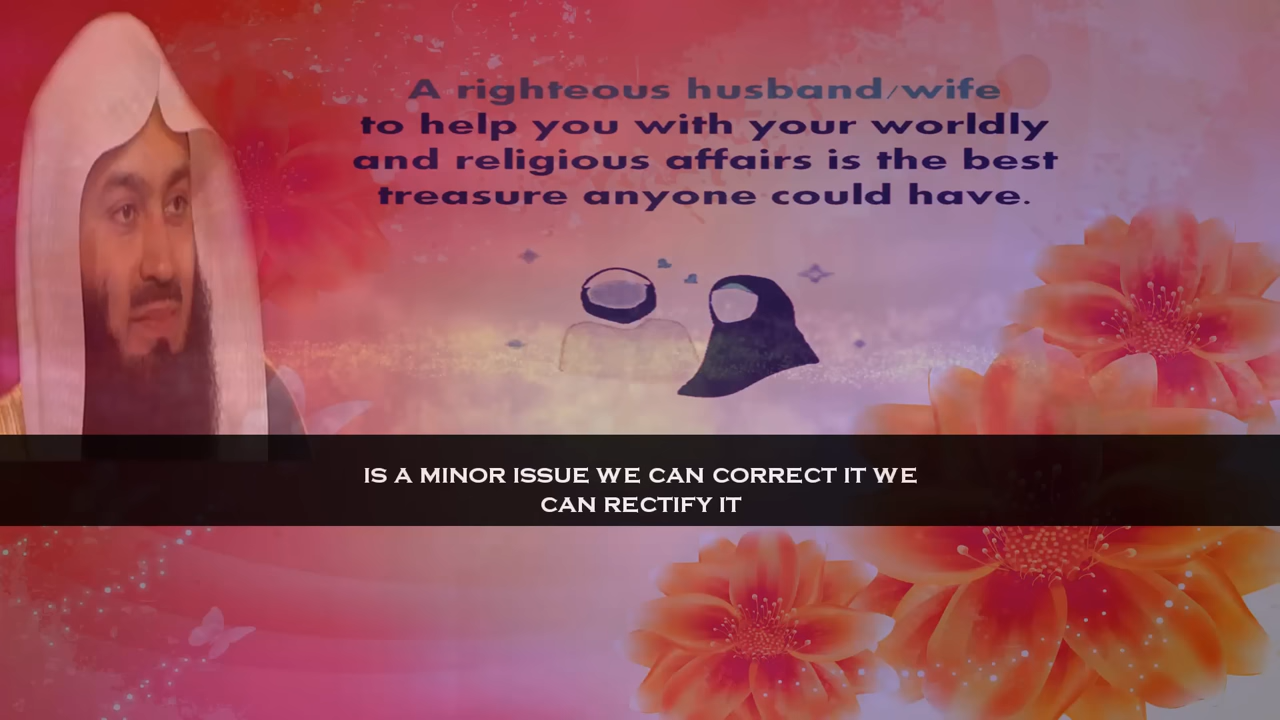 A righteous husband/wife
to help you with your worldly
and religious affairs is the best
treasure anyone could have.
IS A MINOR ISSUE WE CAN CORRECT IT WE
CAN RECTIFY IT